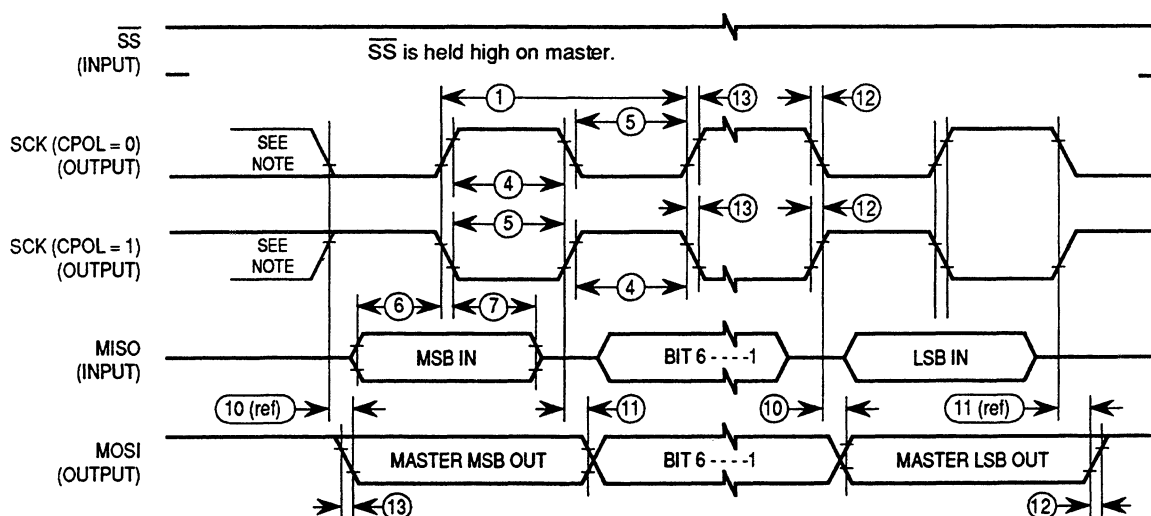 SS
(INPUT)
SS is held high on master.
1
13
12
5
SCK (CPOL = 0)
(OUTPUT)
SEE
NOTE
4
13
12
5
SCK (CPOL = 1)
(OUTPUT)
SEE
NOTE
4
6
7
MISO
(INPUT)
MSB IN
BIT 6 - - - - -1
LSB IN
10 (ref)
11
10
11 (ref)
MOSI
(OUTPUT)
MASTER MSB OUT
BIT 6 - - - - -1
MASTER LSB OUT
13
12